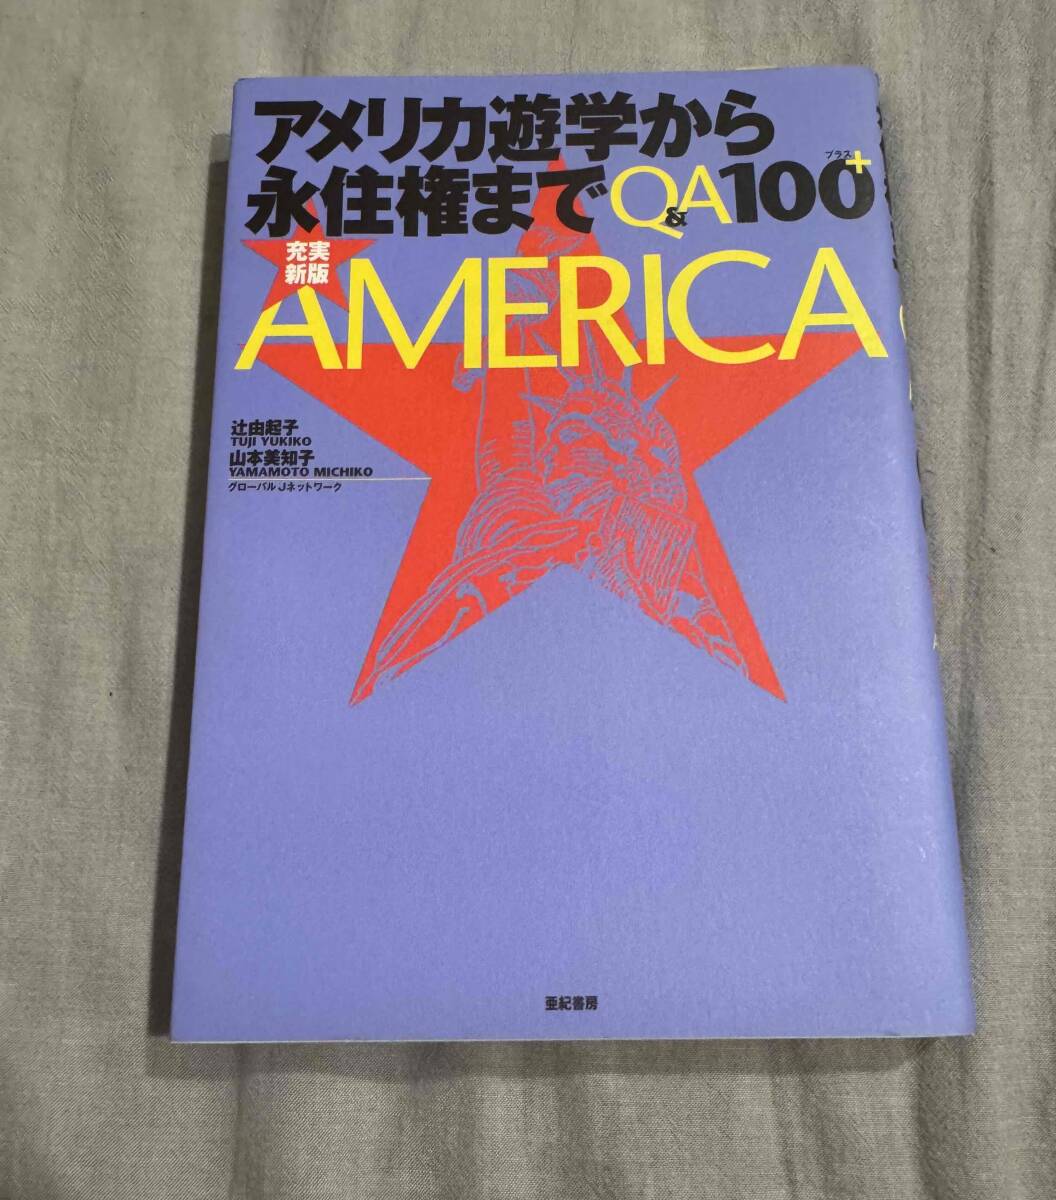 アメリカ遊学から
永住権までQ&A100+
プラス
充実
新版
AMERICA
辻由起子
TUJI YUKIKO
山本美知子
YAMAMOTO MICHIKO
グローバルJネットワーク
亜紀書房